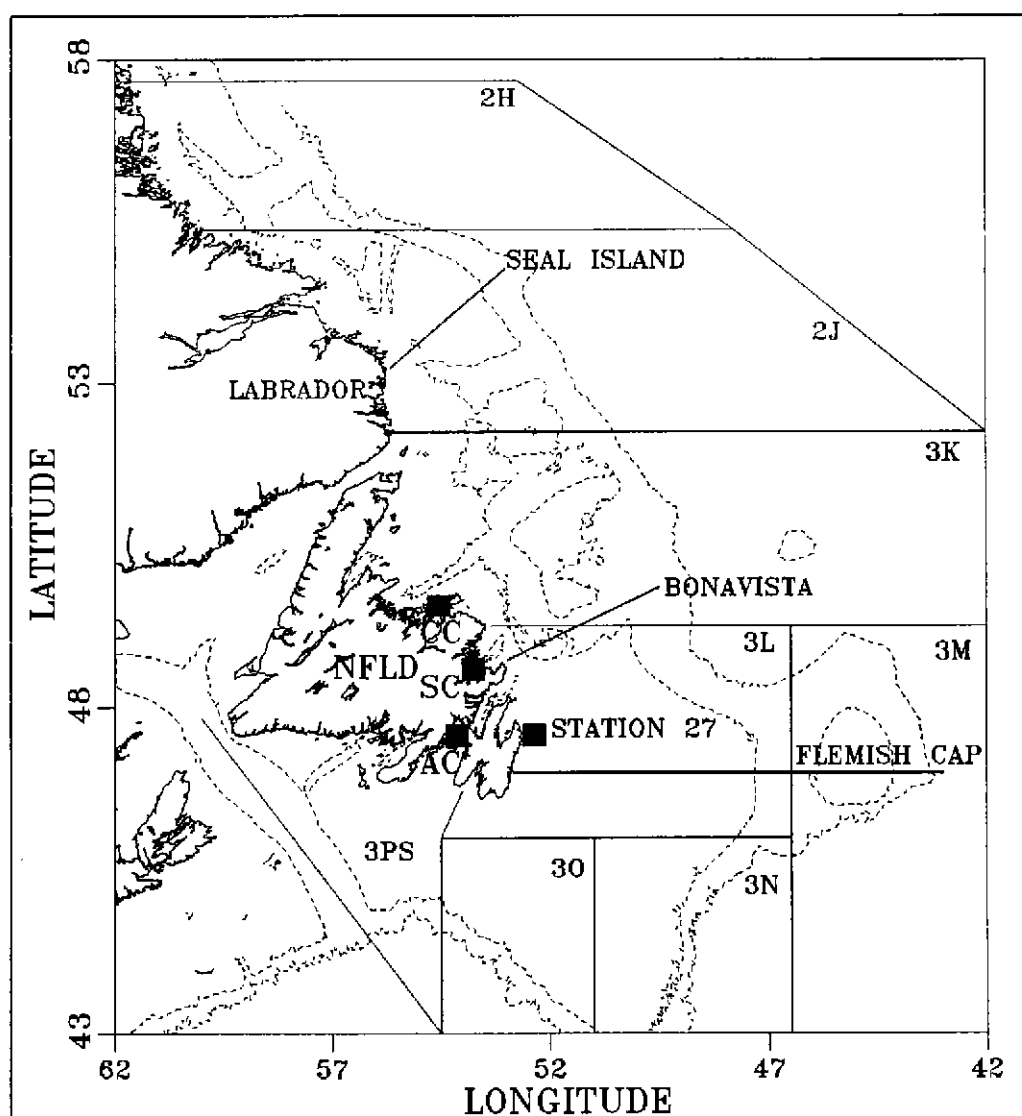 58
2H
SEAL ISLAND
2J
53
LABRADOR
3K
LATITUDE
BONAVISTA
CC
3L
3M
NFLD
SC
48
STATION 27
AC
FLEMISH CAP
3PS
3O
3N
43
62
57
52
47
42
LONGITUDE